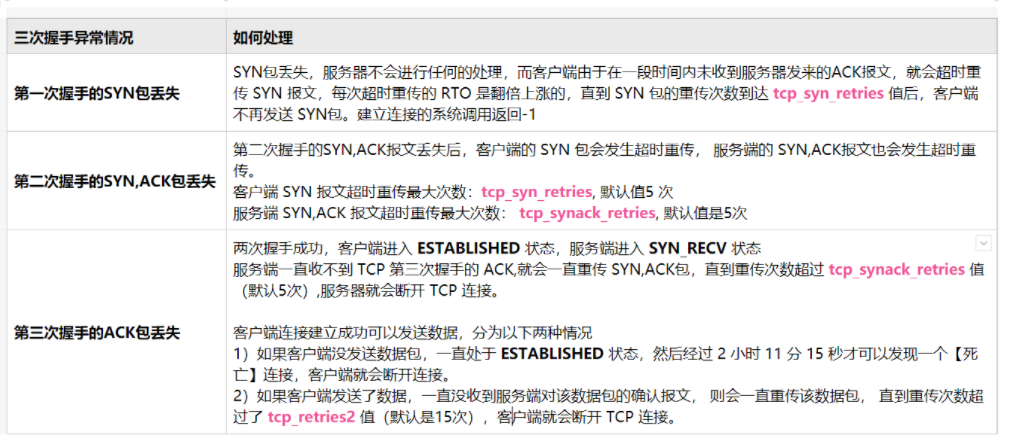 三次握手异常情况
如何处理
第一次握手的SYN包丢失
SYN包丢失，服务器不会进行任何的处理，而客户端由于在一段时间内未收到服务器发来的ACK报文，就会超时重
传 SYN 报文，每次超时重传的 RTO 是翻倍上涨的，直到 SYN 包的重传次数到达 tcp_syn_retries 值后，客户端
不再发送 SYN包。建立连接的系统调用返回-1
第二次握手的SYN,ACK包丢失
第二次握手的SYN,ACK报文丢失后，客户端的 SYN 包会发生超时重传， 服务端的 SYN,ACK报文也会发生超时重
传。
客户端 SYN 报文超时重传最大次数：tcp_syn_retries, 默认值5 次
服务端 SYN,ACK 报文超时重传最大次数： tcp_synack_retries, 默认值是5次
第三次握手的ACK包丢失
两次握手成功，客户端进入 ESTABLISHED 状态，服务端进入 SYN_RECV 状态
服务端一直收不到 TCP 第三次握手的 ACK,就会一直重传 SYN,ACK包，直到重传次数超过 tcp_synack_retries 值
（默认5次）,服务器就会断开 TCP 连接。
客户端连接建立成功可以发送数据，分为以下两种情况
1）如果客户端没发送数据包，一直处于 ESTABLISHED 状态，然后经过 2 小时 11 分 15 秒才可以发现一个【死
亡】连接，客户端就会断开连接。
2）如果客户端发送了数据，一直没收到服务端对该数据包的确认报文， 则会一直重传该数据包， 直到重传次数超
过了 tcp_retries2 值（默认是15次），客户端就会断开 TCP 连接。